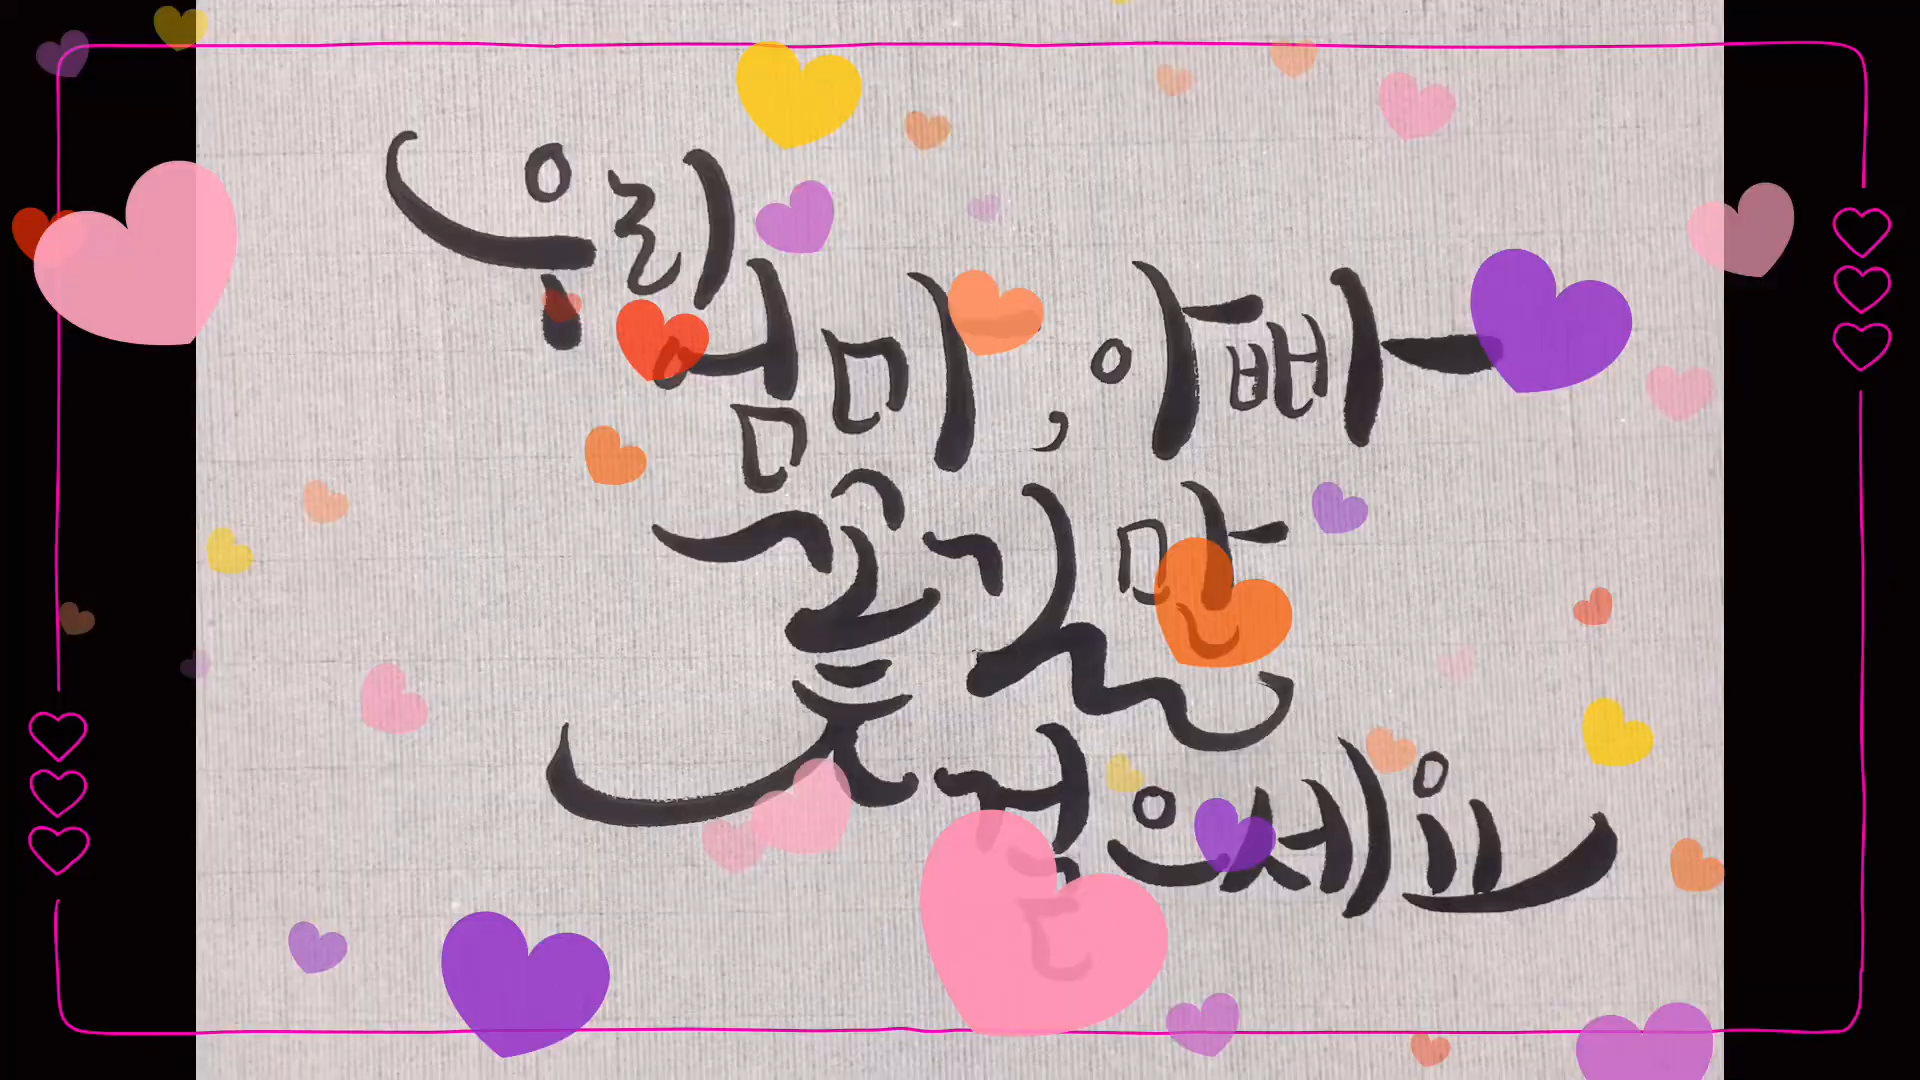 우리
엄마, 아빠
꽃길만
걸으세요